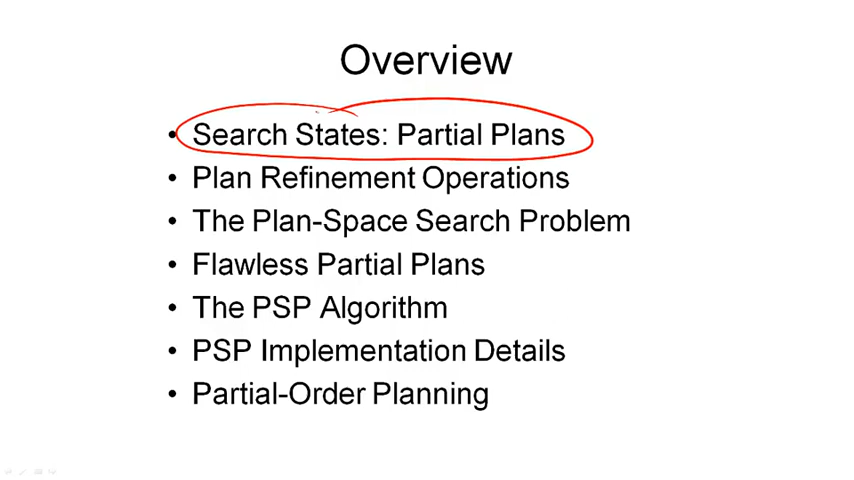 Overview
• Search States: Partial Plans
• Plan Refinement Operations
• The Plan-Space Search Problem
• Flawless Partial Plans
• The PSP Algorithm
• PSP Implementation Details
• Partial-Order Planning